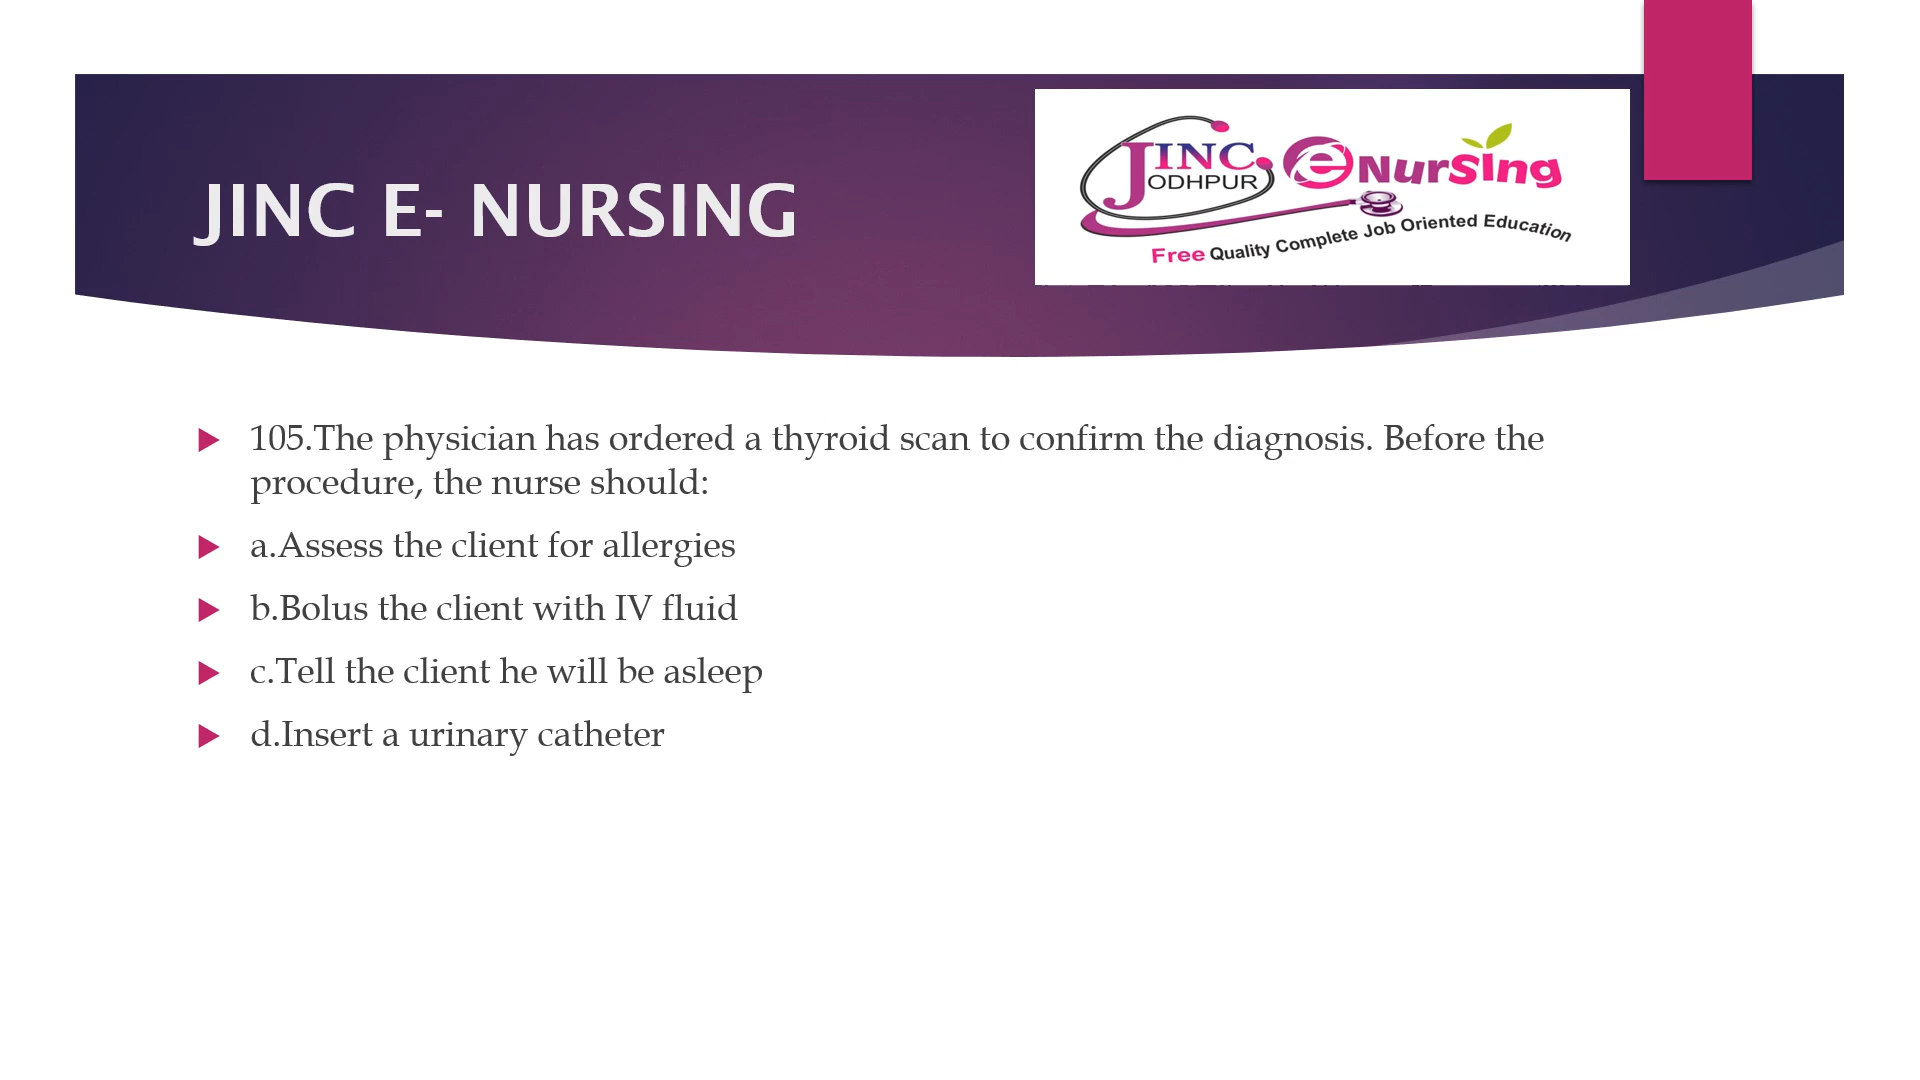 JINC E- NURSING
JINC
ODHPUR
e NurSIng
Free Quality Complete Job Oriented Education
105.The physician has ordered a thyroid scan to confirm the diagnosis. Before the
procedure, the nurse should:
a.Assess the client for allergies
b.Bolus the client with IV fluid
c.Tell the client he will be asleep
d.Insert a urinary catheter